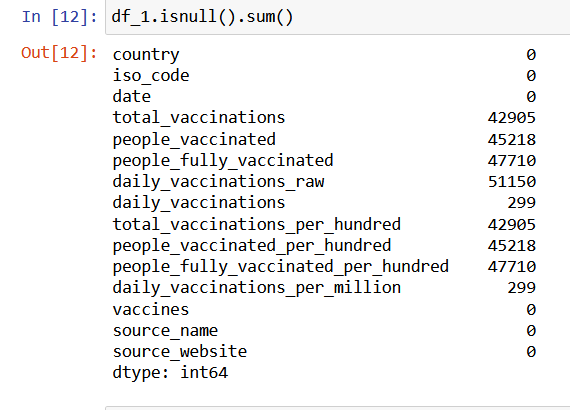 In [12]: df_1.isnull().sum()
Out[12]: country 0
iso_code 0
date 0
total_vaccinations 42905
people_vaccinated 45218
people_fully_vaccinated 47710
daily_vaccinations_raw 51150
daily_vaccinations 299
total_vaccinations_per_hundred 42905
people_vaccinated_per_hundred 45218
people_fully_vaccinated_per_hundred 47710
daily_vaccinations_per_million 299
vaccines 0
source_name 0
source_website 0
dtype: int64